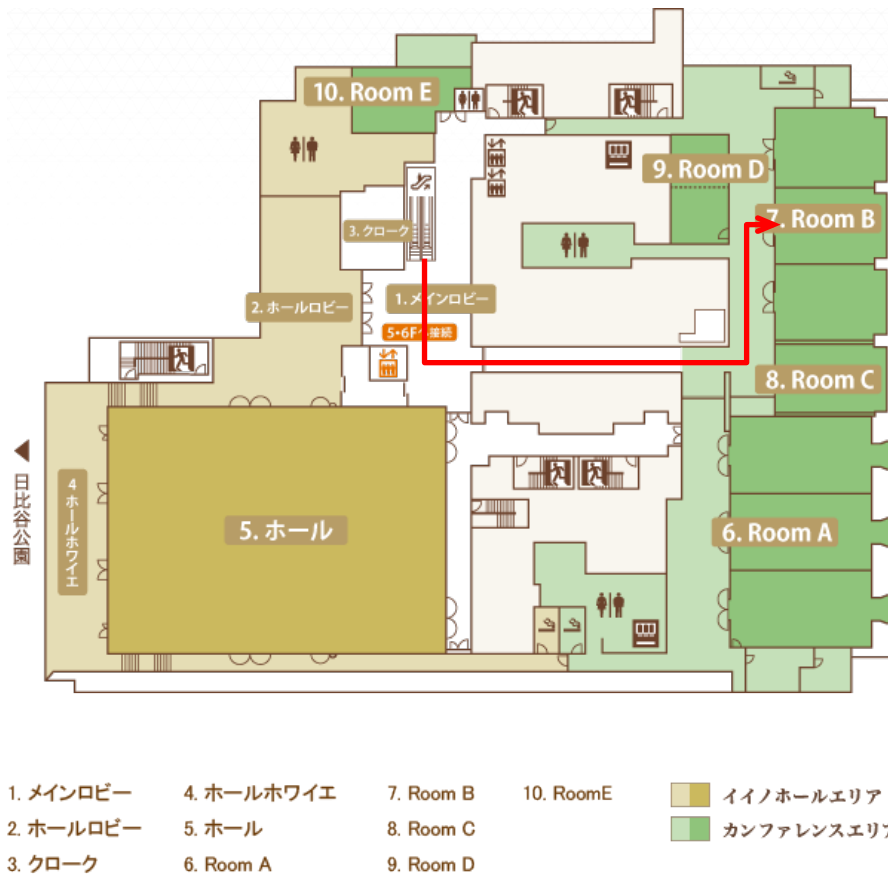 10. Room E
9. Room D
3. クローク
7. Room B
2. ホールロビー
1. メインロビー
5・6Fへ接続
8. Room C
日比谷公園
4 ホールホワイエ
5. ホール
6. Room A
1. メインロビー
4. ホールホワイエ
7. Room B
10. RoomE
イイノホールエリア
2. ホールロビー
5. ホール
8. Room C
カンファレンスエリア
3. クローク
6. Room A
9. Room D